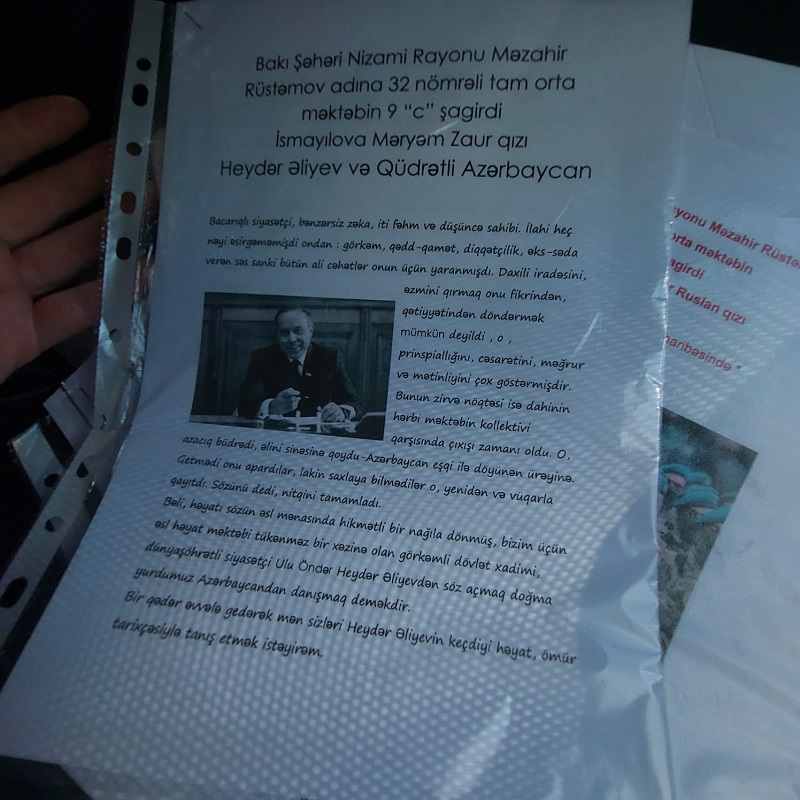 Bakı Şəhəri Nizami Rayonu Məzahir
Rüstəmov adına 32 nömrəli tam orta
məktəbin 9 “c” şagirdi
İsmayılova Məryəm Zaur qızı
Heydər Əliyev və Qüdrətli Azərbaycan
Bacarıqlı siyasətçi, bənzərsiz zəka, iti fəhm və düşüncə sahibi. İlahi heç
nəyi əsirgəməmişdi ondan : görkəm, qədd-qamət, diqqətçilik, əks-səda
verən səs sanki bütün ali cəhətlər onun üçün yaranmışdı. Daxili iradəsini,
əzmini qırmaq onu fikrindən,
qətiyyətindən döndərmək
mümkün deyildi , o ,
prinspiallığını, cəsarətini, məğrur
və mətinliyini çox göstərmişdir.
Bunun zirvə nöqtəsi isə dahinin
hərbi məktəbin kollektivi
qarşısında çıxışı zamanı oldu. O,
azacıq büdrədi, əlini sinəsinə qoydu-Azərbaycan eşqi ilə döyünən ürəyinə.
Getmədi onu apardılar, lakin saxlaya bilmədilər o, yenidən və vüqarla
qayıtdı. Sözünü dedi, nitqini tamamladı.
Bəli, həyatı sözün əsl mənasında hikmətli bir nağıla dönmüş, bizim üçün
əsl həyat məktəbi tükənməz bir xəzinə olan görkəmli dövlət xadimi,
dünyaşöhrətli siyasətçi Ulu Öndər Heydər Əliyevdən söz açmaq doğma
yurdumuz Azərbaycandan danışmaq deməkdir.
Bir qədər əvvələ gedərək mən sizləri Heydər Əliyevin keçdiyi həyat, ömür
tarixçəsiylə tanış etmək istəyirəm.
Məzahir
orta məktəbin
Ruslan qızı